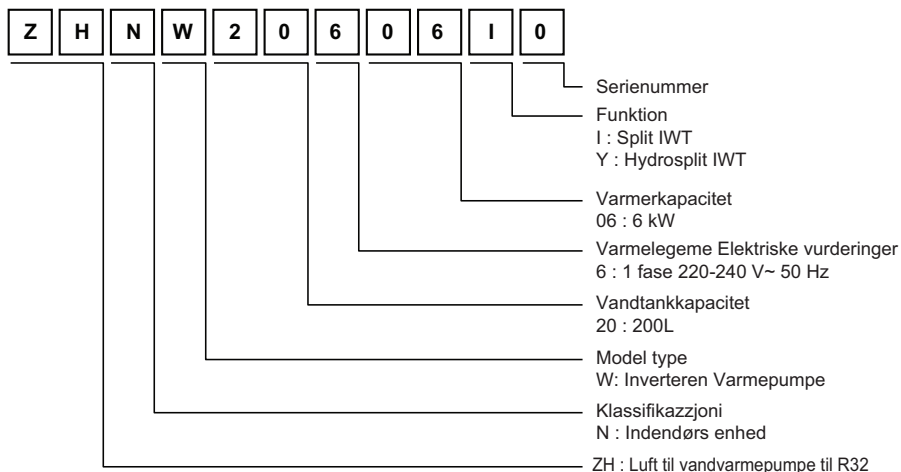 Z H N W 2 0 6 0 6 I 0
Serienummer
Funktion
I : Split IWT
Y : Hydrosplit IWT
Varmerkapacitet
06 : 6 kW
Varmelegeme Elektriske vurderinger
6 : 1 fase 220-240 V~ 50 Hz
Vandtankkapacitet
20 : 200L
Model type
W: Inverteren Varmepumpe
Klassifikazzjoni
N : Indendørs enhed
ZH : Luft til vandvarmepumpe til R32